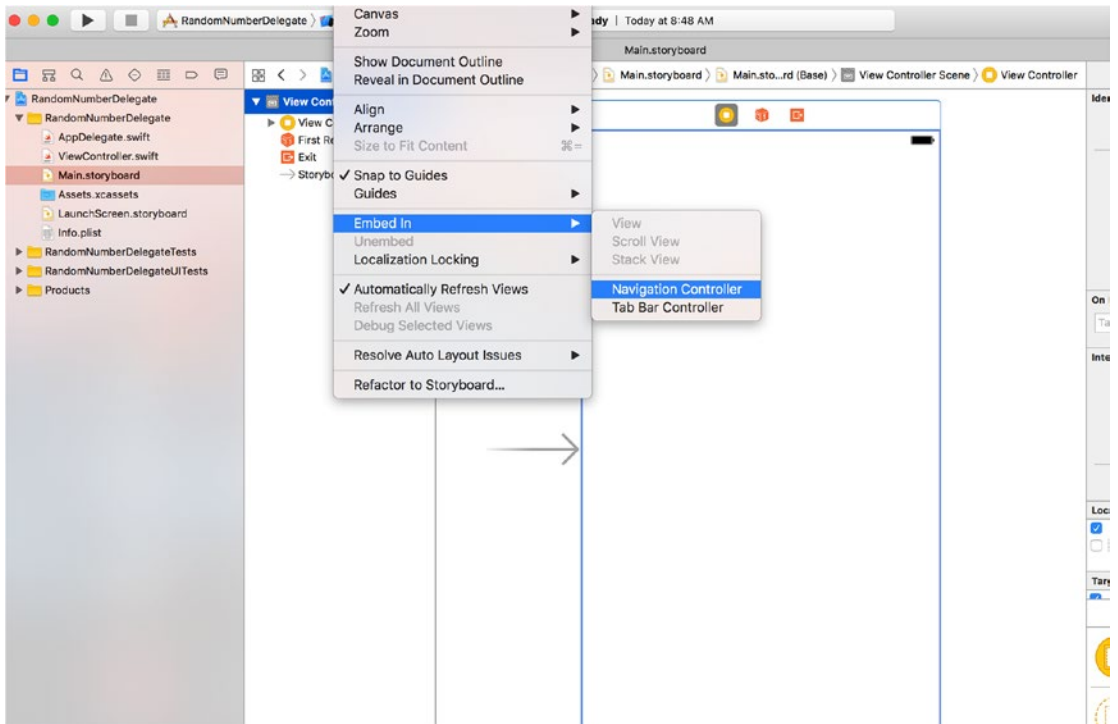 RandomNumberDelegate
Today at 8:48 AM
Main.storyboard
Main.storyboard
Main.sto...rd (Base)
View Controller Scene
View Controller
RandomNumberDelegate
RandomNumberDelegate
AppDelegate.swift
ViewController.swift
Main.storyboard
Assets.xcassets
LaunchScreen.storyboard
Info.plist
RandomNumberDelegateTests
RandomNumberDelegateUITests
Products
View Con
View C
First Re
Exit
Storybo
Canvas
Zoom
Show Document Outline
Reveal in Document Outline
Align
Arrange
Size to Fit Content ⌘=
✓ Snap to Guides
Guides
Embed In
Unembed
Localization Locking
✓ Automatically Refresh Views
Refresh All Views
Debug Selected Views
Resolve Auto Layout Issues
Refactor to Storyboard...
View
Scroll View
Stack View
Navigation Controller
Tab Bar Controller
On